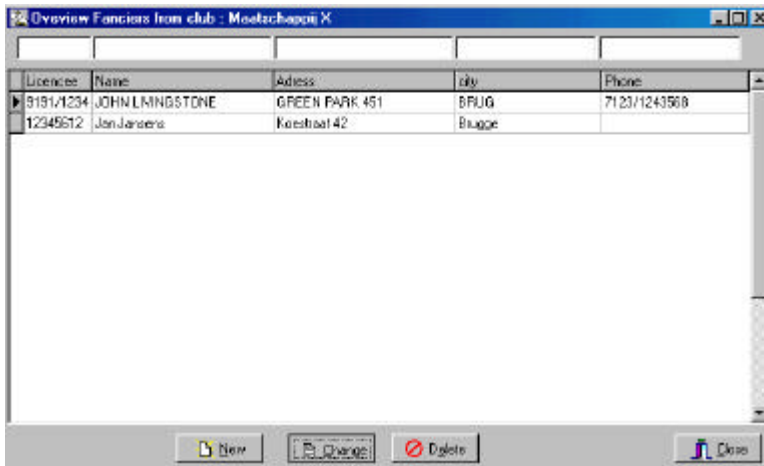 Oveview Fanciers from club : Maatschappij X
Licencee Name Adress city Phone
9191/1234 JOHN LIVINGSTONE GREEN PARK 451 BRUG 7123/1243568
12345612 Jan Jansens Koestraat 42 Brugge
New Change Delete Close